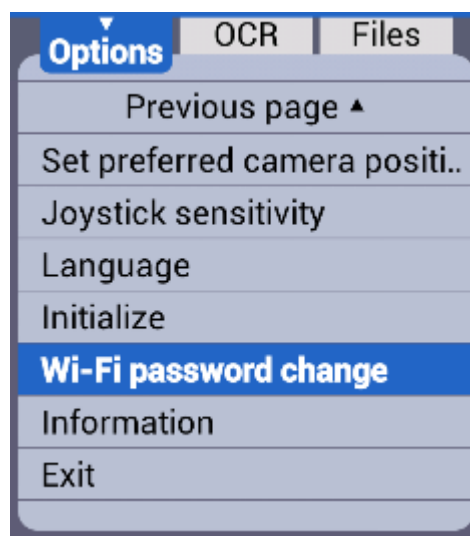 Options OCR Files
Previous page ▲
Set preferred camera positi..
Joystick sensitivity
Language
Initialize
Wi-Fi password change
Information
Exit